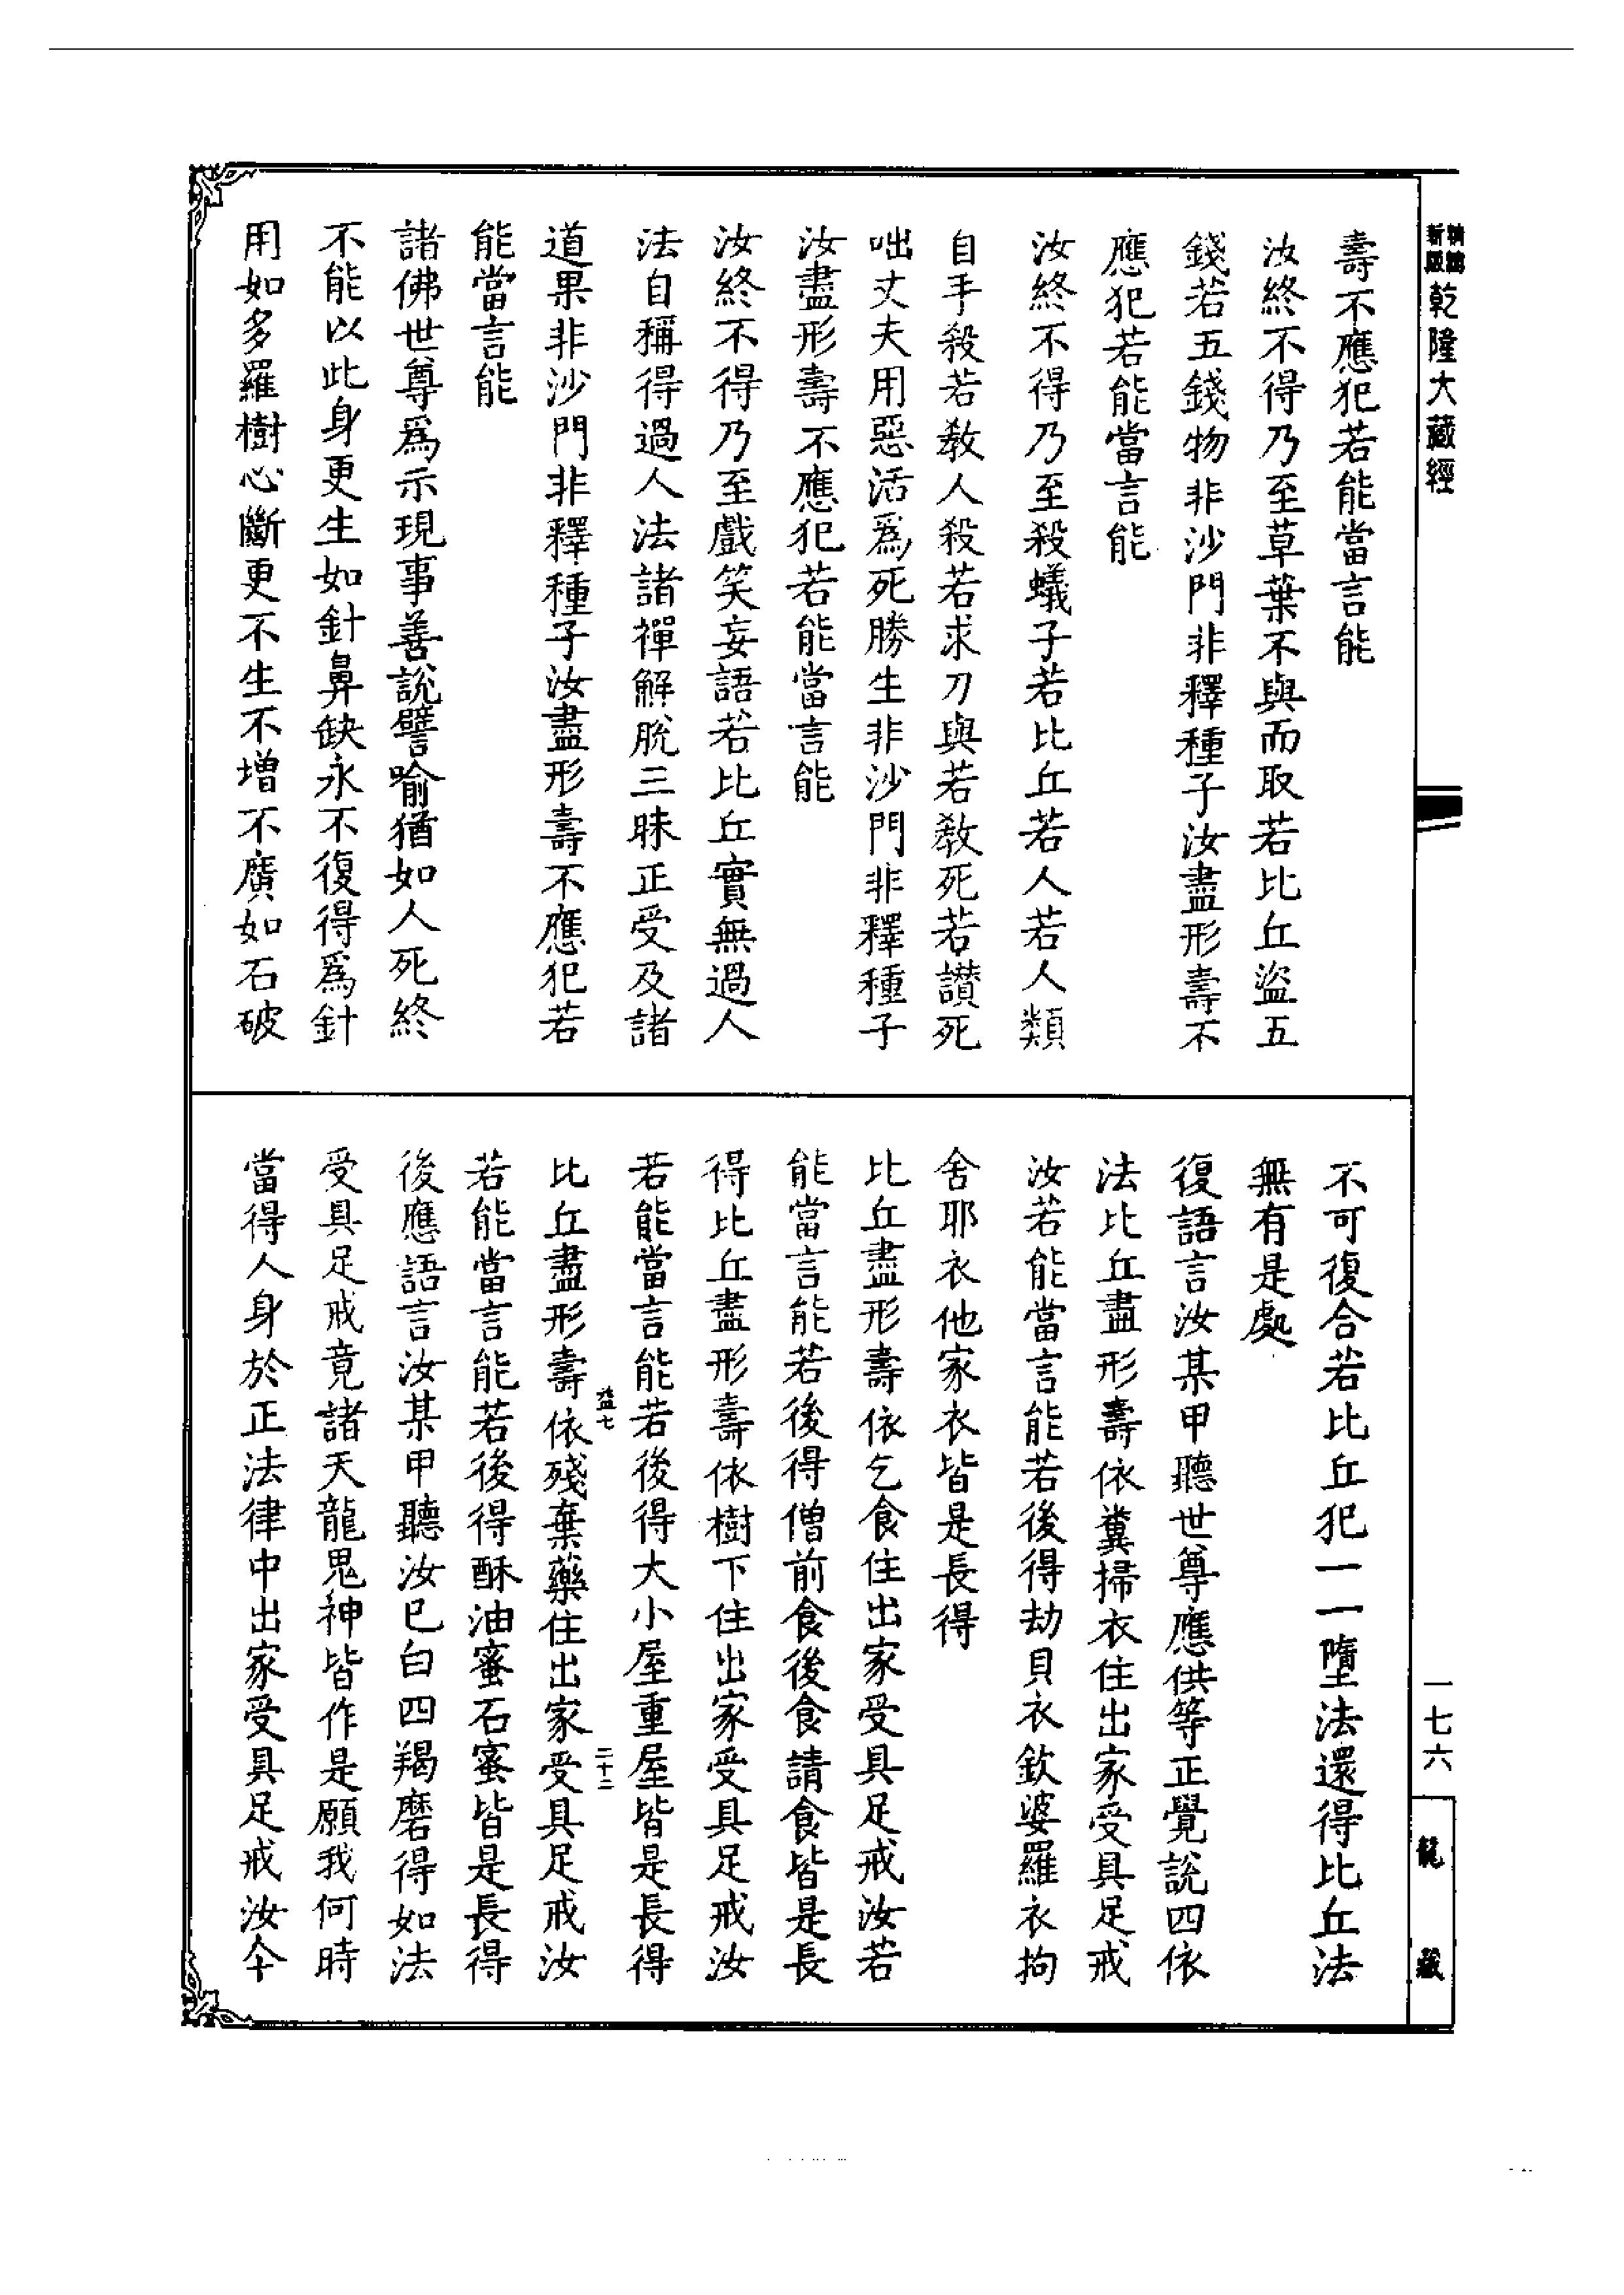 精譯
新版
乾隆大藏經
壽不應犯若能當言能
汝終不得乃至草葉不與而取若比丘盜五
錢若五錢物非沙門非釋種子汝盡形壽不
應犯若能當言能
汝終不得乃至殺蟻子若比丘若人若人類
自手殺若教人殺若求刀與若教死若讚死
咄丈夫用惡活爲死勝生非沙門非釋種子
汝盡形壽不應犯若能當言能
汝終不得乃至戲笑妄語若比丘實無過人
法自稱得過人法諸禪解脫三昧正受及諸
道果非沙門非釋種子汝盡形壽不應犯若
能當言能
諸佛世尊爲示現事善說譬喻猶如人死終
不能以此身更生如針鼻缺永不復得爲針
用如多羅樹心斷更不生不增不廣如石破
不可復合若比丘犯一一墮法還得比丘法
無有是處
復語言汝某甲聽世尊應供等正覺說四依
法比丘盡形壽依糞掃衣住出家受具足戒
汝若能當言能若後得劫貝衣欽婆羅衣拘
舍耶衣他家衣皆是長得
比丘盡形壽依乞食住出家受具足戒汝若
能當言能若後得僧前食後食請食皆是長
得比丘盡形壽依樹下住出家受具足戒汝
若能當言能若後得大小屋重屋皆是長得
比丘盡形壽依殘棄藥住出家受具足戒汝
若能當言能若後得酥油蜜石蜜皆是長得
後應語言汝某甲聽汝已白四羯磨得如法
受具足戒竟諸天龍鬼神皆作是願我何時
當得人身於正法律中出家受具足戒汝今
益七
二十二
一七六
龍藏